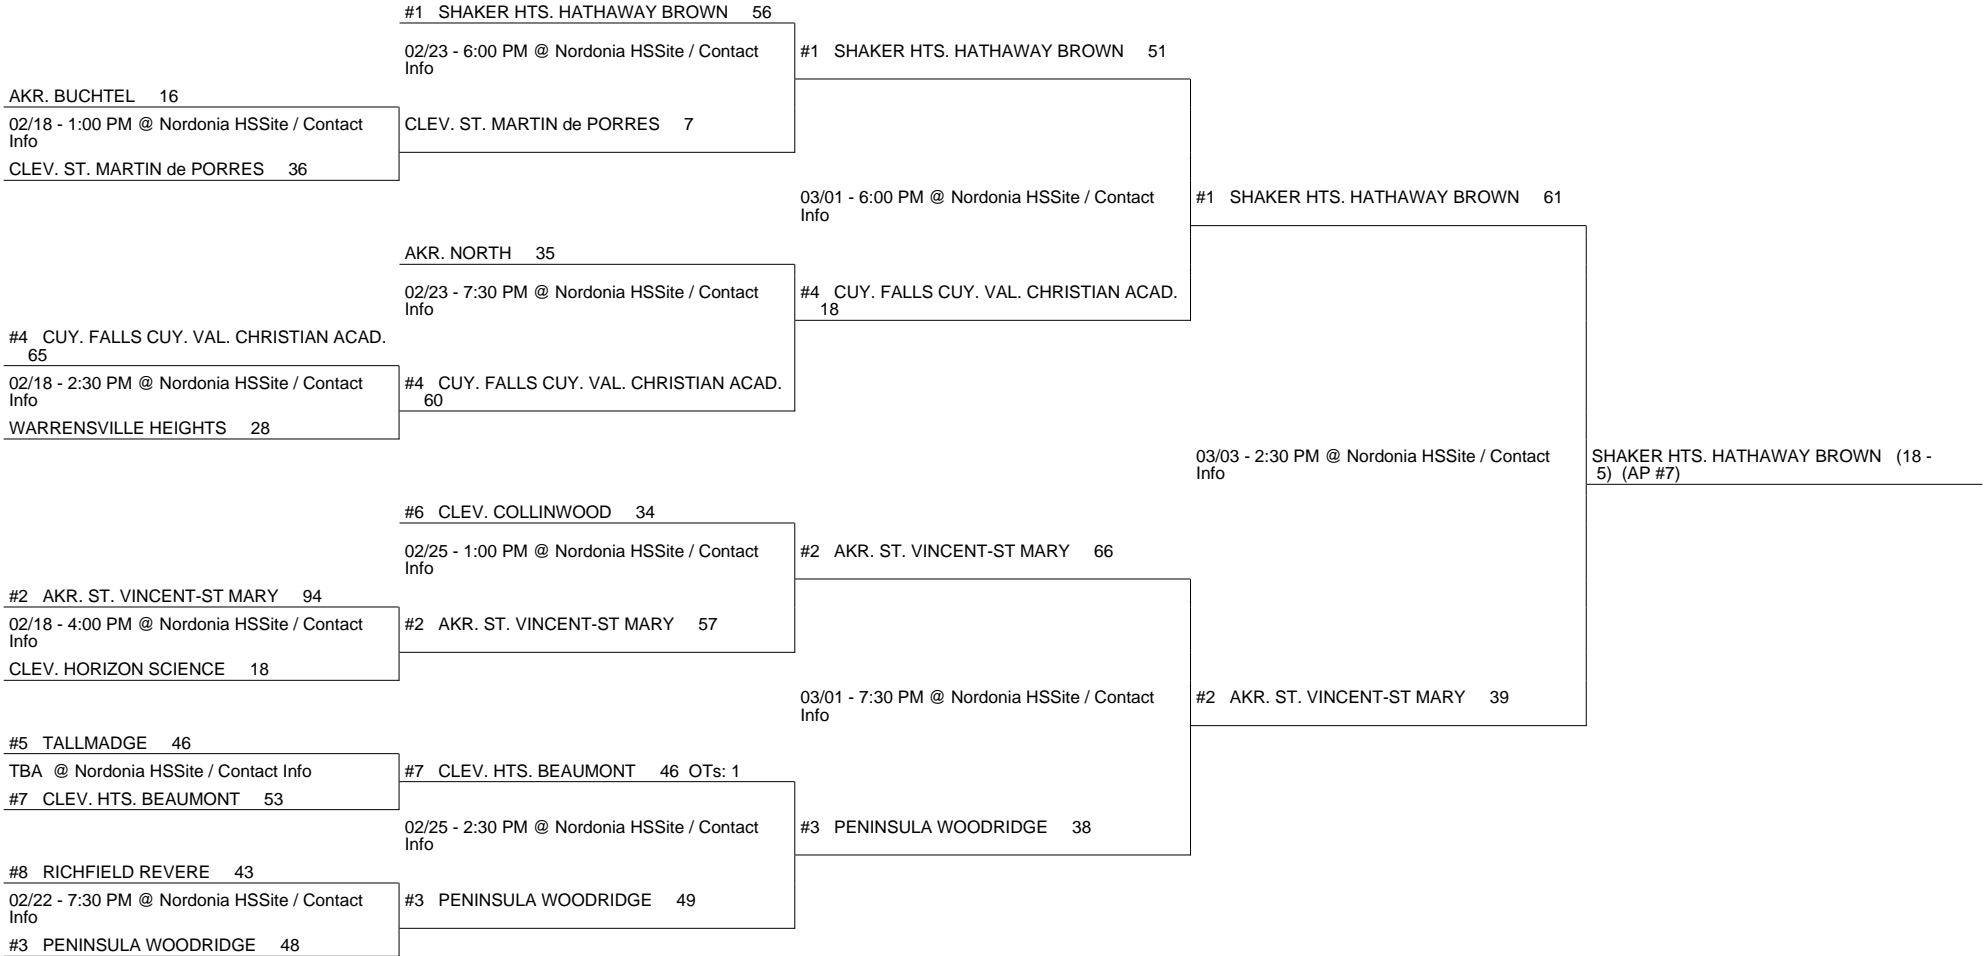 #1 SHAKER HTS. HATHAWAY BROWN 56
02/23 - 6:00 PM @ Nordonia HSSite / Contact
Info
CLEV. ST. MARTIN de PORRES 7
AKR. BUCHTEL 16
02/18 - 1:00 PM @ Nordonia HSSite / Contact
Info
CLEV. ST. MARTIN de PORRES 36
AKR. NORTH 35
02/23 - 7:30 PM @ Nordonia HSSite / Contact
Info
#4 CUY. FALLS CUY. VAL. CHRISTIAN ACAD.
60
#4 CUY. FALLS CUY. VAL. CHRISTIAN ACAD.
65
02/18 - 2:30 PM @ Nordonia HSSite / Contact
Info
WARRENSVILLE HEIGHTS 28
#1 SHAKER HTS. HATHAWAY BROWN 51
03/01 - 6:00 PM @ Nordonia HSSite / Contact
Info
#4 CUY. FALLS CUY. VAL. CHRISTIAN ACAD.
18
#1 SHAKER HTS. HATHAWAY BROWN 61
03/03 - 2:30 PM @ Nordonia HSSite / Contact
Info
SHAKER HTS. HATHAWAY BROWN (18 -
5) (AP #7)
#6 CLEV. COLLINWOOD 34
02/25 - 1:00 PM @ Nordonia HSSite / Contact
Info
#2 AKR. ST. VINCENT-ST MARY 57
#2 AKR. ST. VINCENT-ST MARY 94
02/18 - 4:00 PM @ Nordonia HSSite / Contact
Info
CLEV. HORIZON SCIENCE 18
#2 AKR. ST. VINCENT-ST MARY 66
03/01 - 7:30 PM @ Nordonia HSSite / Contact
Info
#2 AKR. ST. VINCENT-ST MARY 39
#5 TALLMADGE 46
TBA @ Nordonia HSSite / Contact Info
#7 CLEV. HTS. BEAUMONT 53
#7 CLEV. HTS. BEAUMONT 46 OTs: 1
02/25 - 2:30 PM @ Nordonia HSSite / Contact
Info
#3 PENINSULA WOODRIDGE 49
#3 PENINSULA WOODRIDGE 38
#8 RICHFIELD REVERE 43
02/22 - 7:30 PM @ Nordonia HSSite / Contact
Info
#3 PENINSULA WOODRIDGE 48